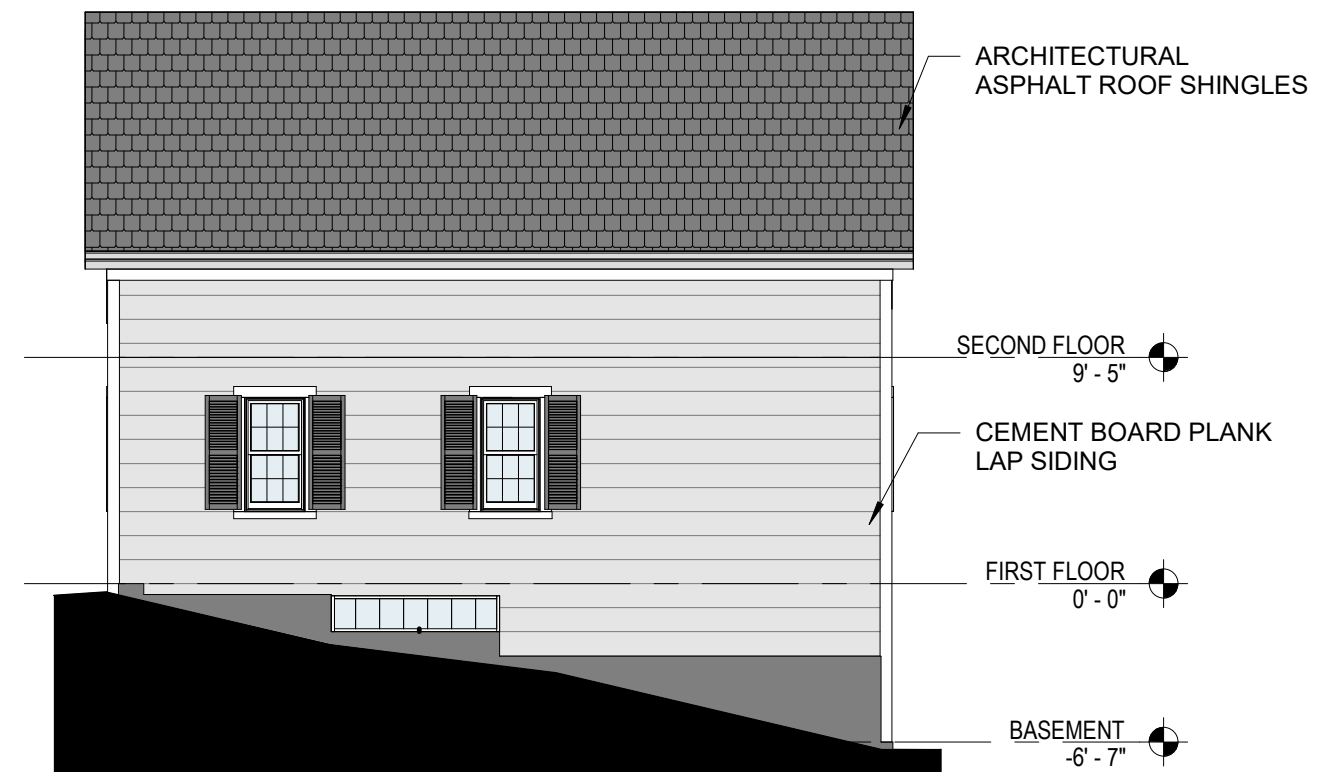 ARCHITECTURAL
ASPHALT ROOF SHINGLES
SECOND FLOOR
9' - 5"
CEMENT BOARD PLANK
LAP SIDING
FIRST FLOOR
0' - 0"
BASEMENT
-6' - 7"